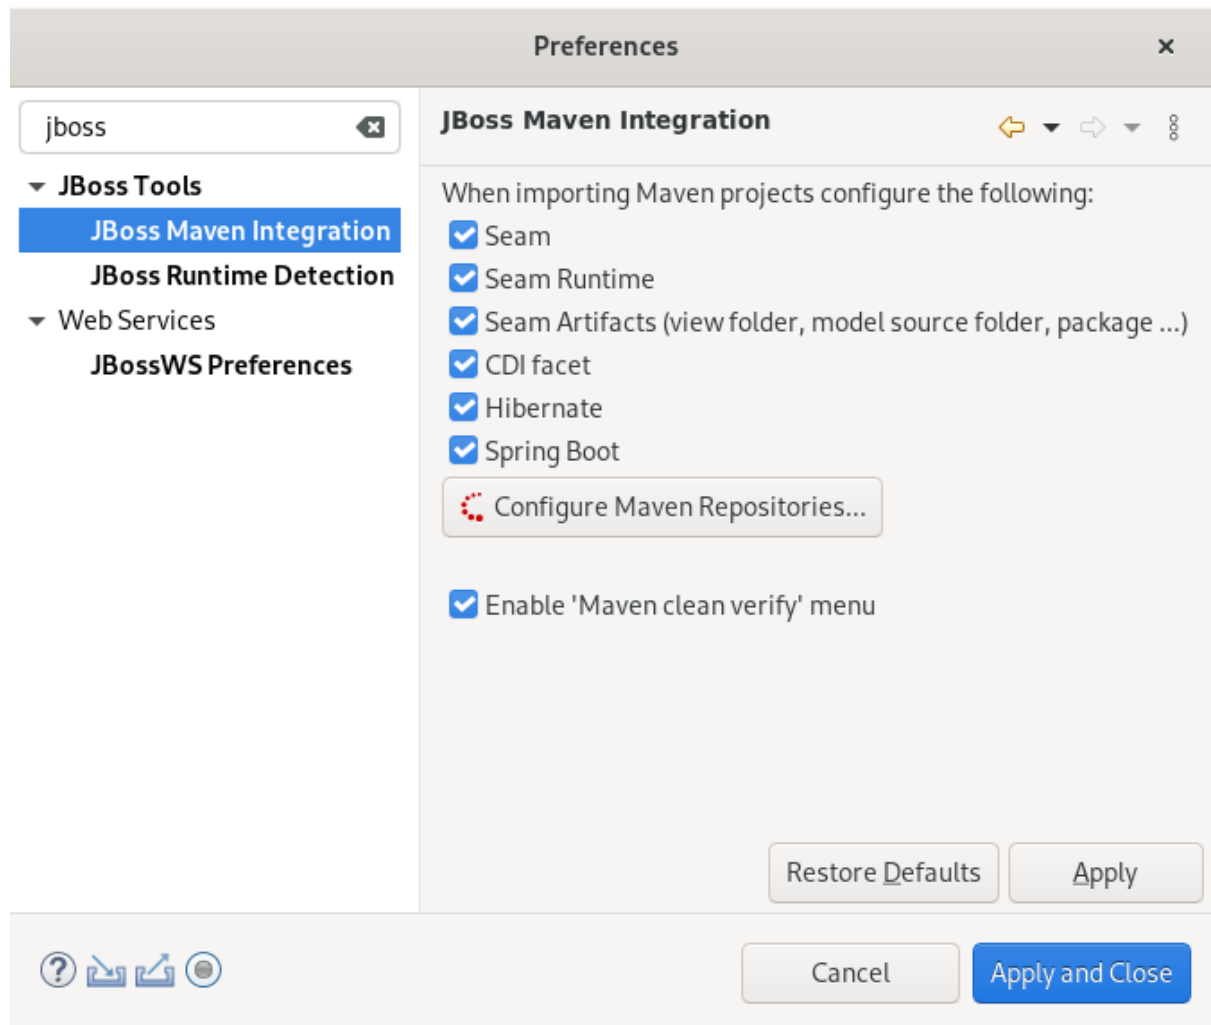 Preferences
jboss
JBoss Tools
JBoss Maven Integration
JBoss Runtime Detection
Web Services
JBossWS Preferences
JBoss Maven Integration
When importing Maven projects configure the following:
Seam
Seam Runtime
Seam Artifacts (view folder, model source folder, package ...)
CDI facet
Hibernate
Spring Boot
Configure Maven Repositories...
Enable 'Maven clean verify' menu
Restore Defaults
Apply
Cancel
Apply and Close